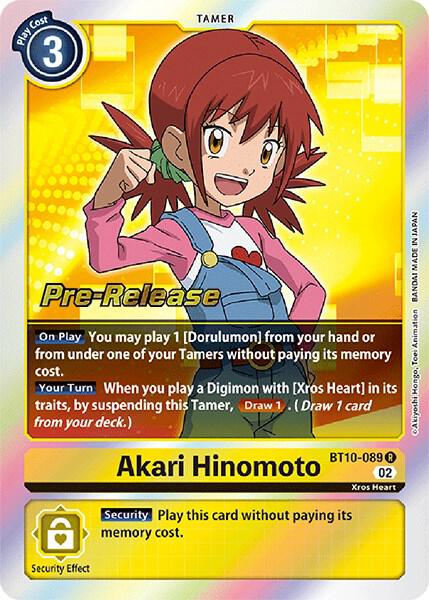 TAMER
Play Cost
3
Pre-Release
On Play You may play 1 [Dorulumon] from your hand or
from under one of your Tamers without paying its memory
cost.
Your Turn When you play a Digimon with [Xros Heart] in its
traits, by suspending this Tamer, Draw 1. (Draw 1 card
from your deck.)
©Akiyoshi Hongo, Toei Animation BANDAI MADE IN JAPAN
Akari Hinomoto
BT10-089 R
02
Xros Heart
Security Play this card without paying its
memory cost.
Security Effect